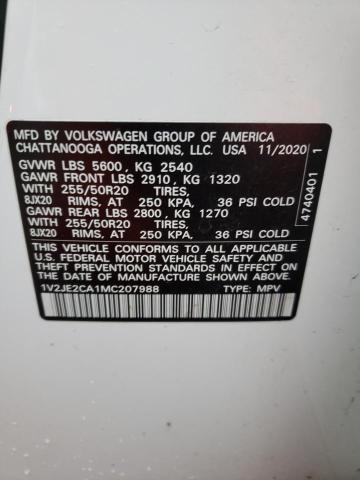 MFD BY VOLKSWAGEN GROUP OF AMERICA
CHATTANOOGA OPERATIONS, LLC. USA 11/2020
GVWR LBS 5600, KG 2540
GAWR FRONT LBS 2910, KG 1320
WITH 255/50R20 TIRES,
8JX20 RIMS, AT 250 KPA, 36 PSI COLD
GAWR REAR LBS 2800, KG 1270
WITH 255/50R20 TIRES,
8JX20 RIMS, AT 250 KPA, 36 PSI COLD
THIS VEHICLE CONFORMS TO ALL APPLICABLE
U.S. FEDERAL MOTOR VEHICLE SAFETY AND
THEFT PREVENTION STANDARDS IN EFFECT ON
THE DATE OF MANUFACTURE SHOWN ABOVE.
1V2JE2CA1MC207988 TYPE: MPV
4740401 1